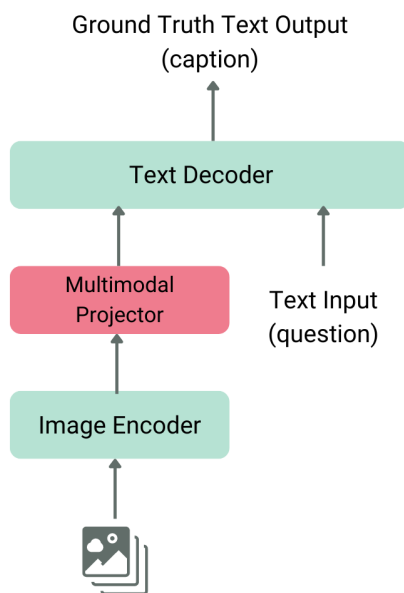 Ground Truth Text Output
(caption)
Text Decoder
Multimodal
Projector
Text Input
(question)
Image Encoder